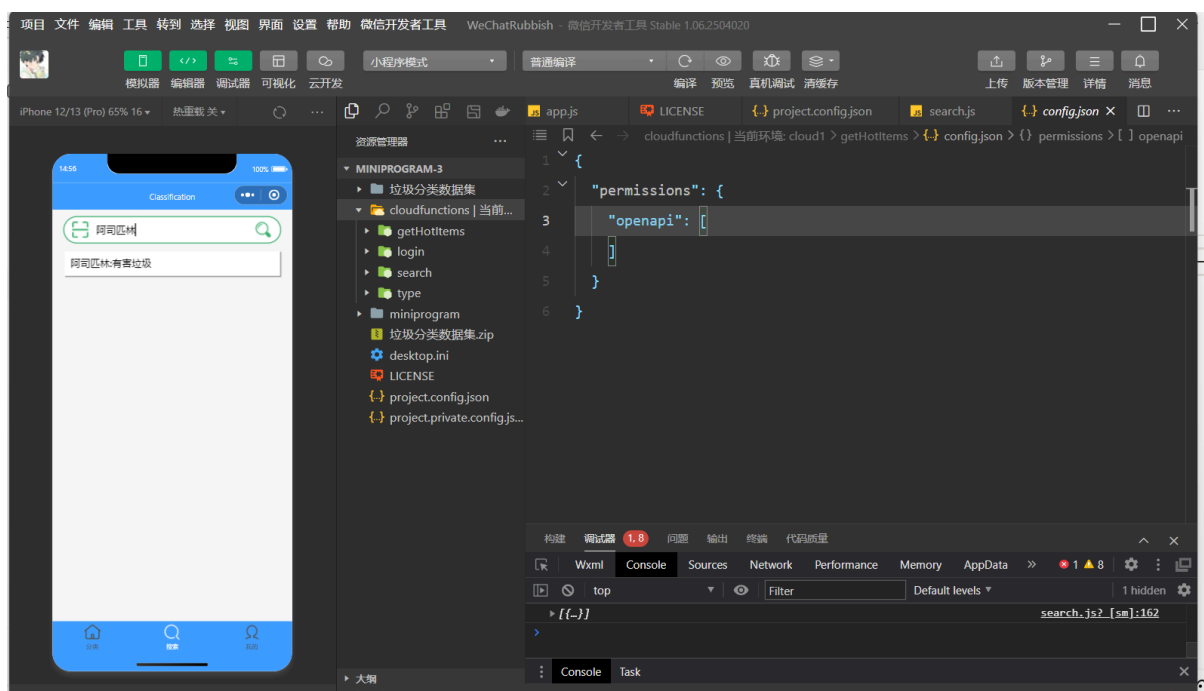 项目 文件 编辑 工具 转到 选择 视图 界面 设置 帮助 微信开发者工具 WeChatRubbish - 微信开发者工具 Stable 1.06.2504020
小程序模式 普通编译
模拟器 编辑器 调试器 可视化 云开发 编译 预览 真机调试 清缓存 上传 版本管理 详情 消息
iPhone 12/13 (Pro) 65% 16 热重载 关
app.js LICENSE {..} project.config.json search.js {..} config.json
资源管理器
cloudfunctions | 当前环境: cloud1 > getHotItems > {..} config.json > {} permissions > [ ] openapi
MINIPROGRAM-3
垃圾分类数据集
cloudfunctions | 当前...
getHotItems
login
search
type
miniprogram
垃圾分类数据集.zip
desktop.ini
LICENSE
{..} project.config.json
{..} project.private.config.js...
大纲
14:56 100%
Classification
阿司匹林
阿司匹林:有害垃圾
分类 搜索 我的
1 {
2 "permissions": {
3 "openapi": [
4 ]
5 }
6 }
构建 调试器 1, 8 问题 输出 终端 代码质量
Wxml Console Sources Network Performance Memory AppData » 1 8
top Filter Default levels 1 hidden
[{…}] search.js? [sm]:162
Console Task